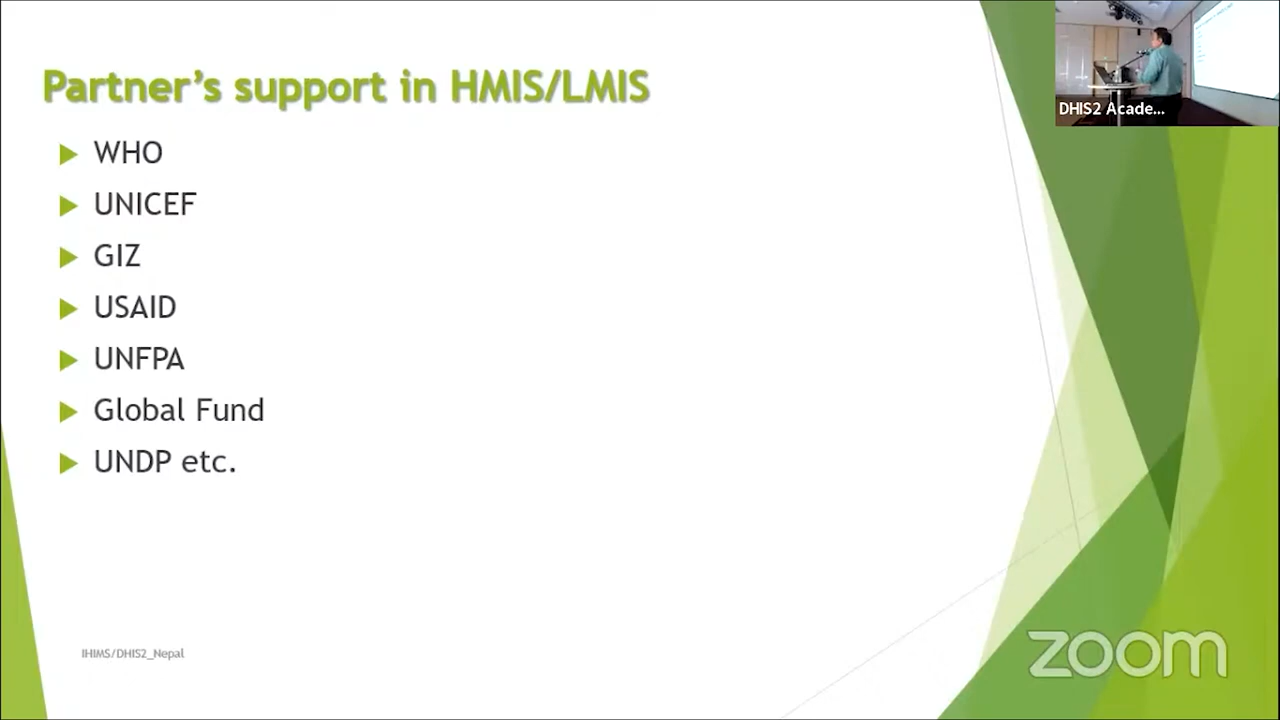 Partner's support in HMIS/LMIS
WHO
UNICEF
GIZ
USAID
UNFPA
Global Fund
UNDP etc.
IHIMS/DHIS2_Nepal
DHIS2 Acade...
zoom